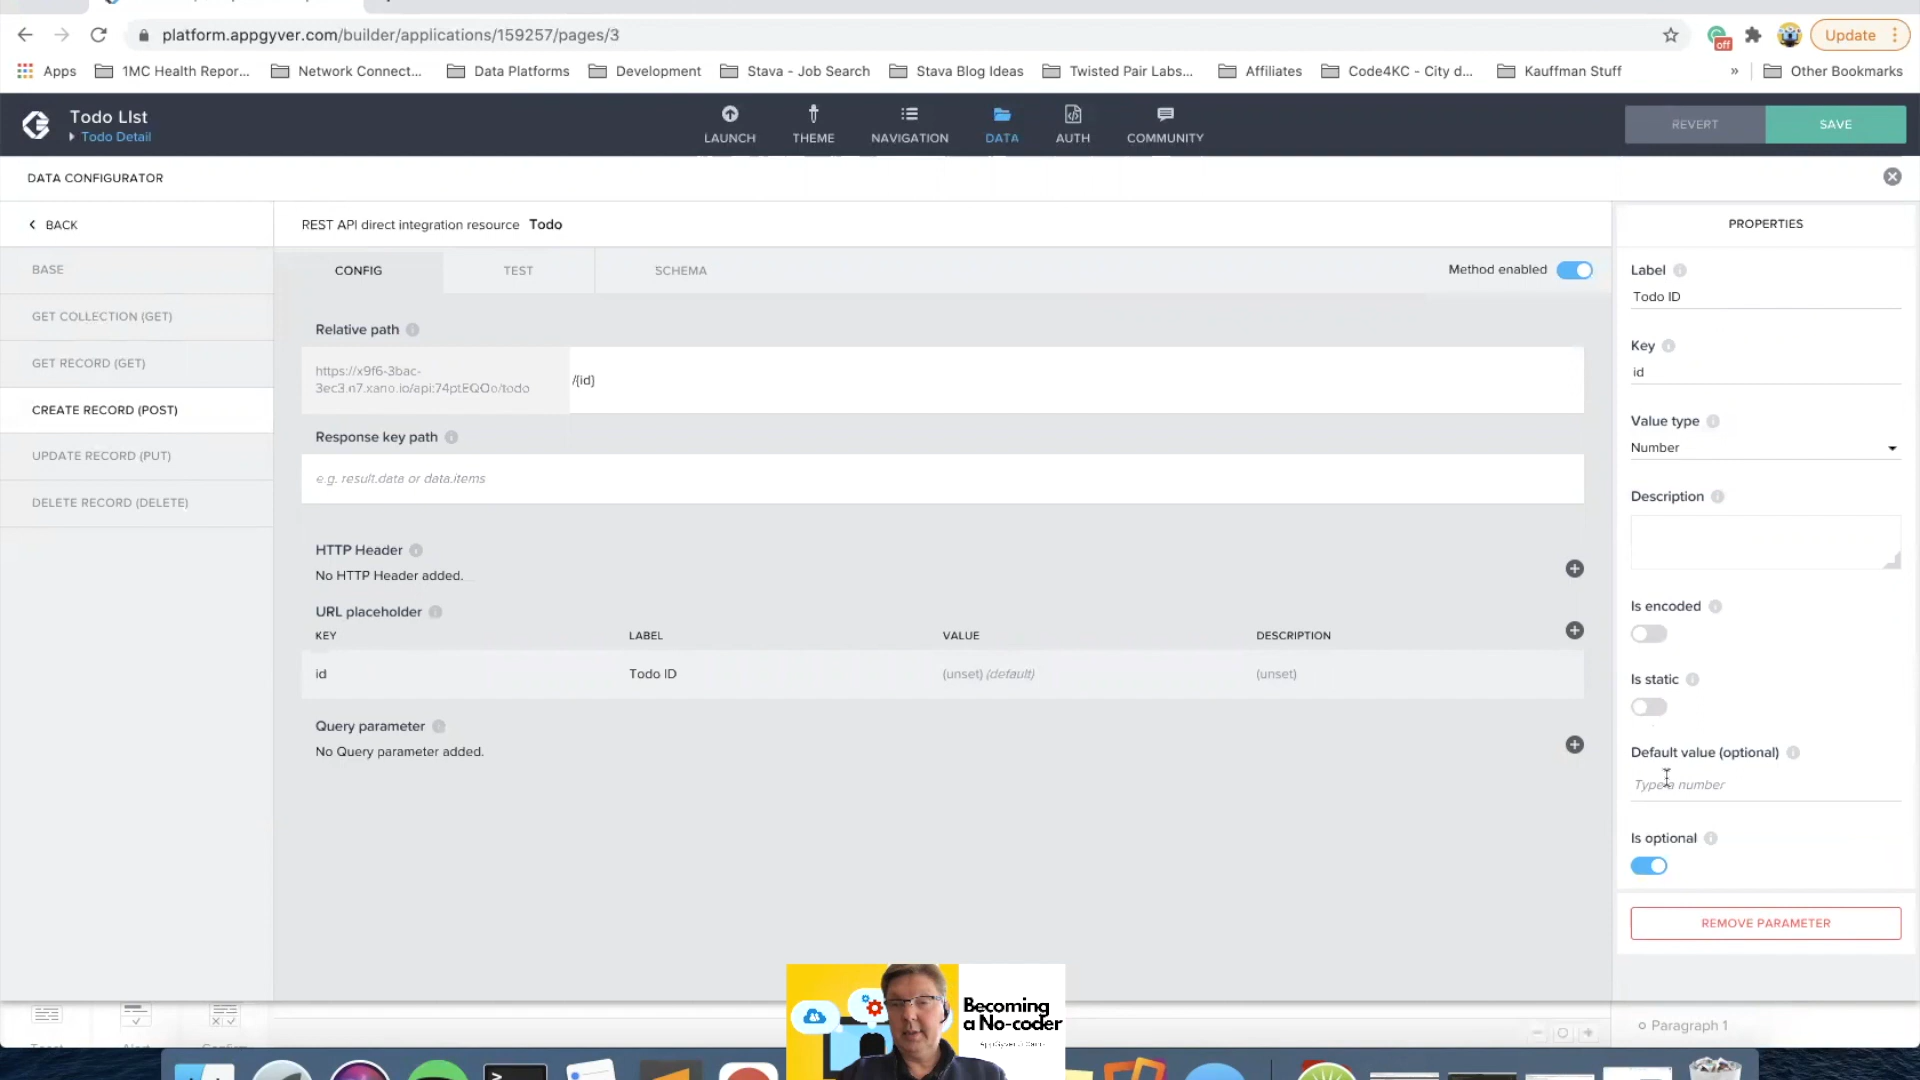 platform.appgyver.com/builder/applications/159257/pages/3
Update
off
Apps
1MC Health Repor...
Network Connect...
Data Platforms
Development
Stava - Job Search
Stava Blog Ideas
Twisted Pair Labs...
Affiliates
Code4KC - City d...
Kauffman Stuff
»
Other Bookmarks
Todo LIst
Todo Detail
LAUNCH
THEME
NAVIGATION
DATA
AUTH
COMMUNITY
REVERT
SAVE
DATA CONFIGURATOR
BACK
REST API direct integration resource Todo
PROPERTIES
BASE
GET COLLECTION (GET)
GET RECORD (GET)
CREATE RECORD (POST)
UPDATE RECORD (PUT)
DELETE RECORD (DELETE)
CONFIG
TEST
SCHEMA
Method enabled
Relative path
https://x9f6-3bac-
3ec3.n7.xano.io/api:74ptEQOo/todo
/{id}
Response key path
e.g. result.data or data.items
HTTP Header
No HTTP Header added.
URL placeholder
KEY
LABEL
VALUE
DESCRIPTION
id
Todo ID
(unset) (default)
(unset)
Query parameter
No Query parameter added.
Label
Todo ID
Key
id
Value type
Number
Description
Is encoded
Is static
Default value (optional)
Type a number
Is optional
REMOVE PARAMETER
Paragraph 1
Becoming
a No-coder